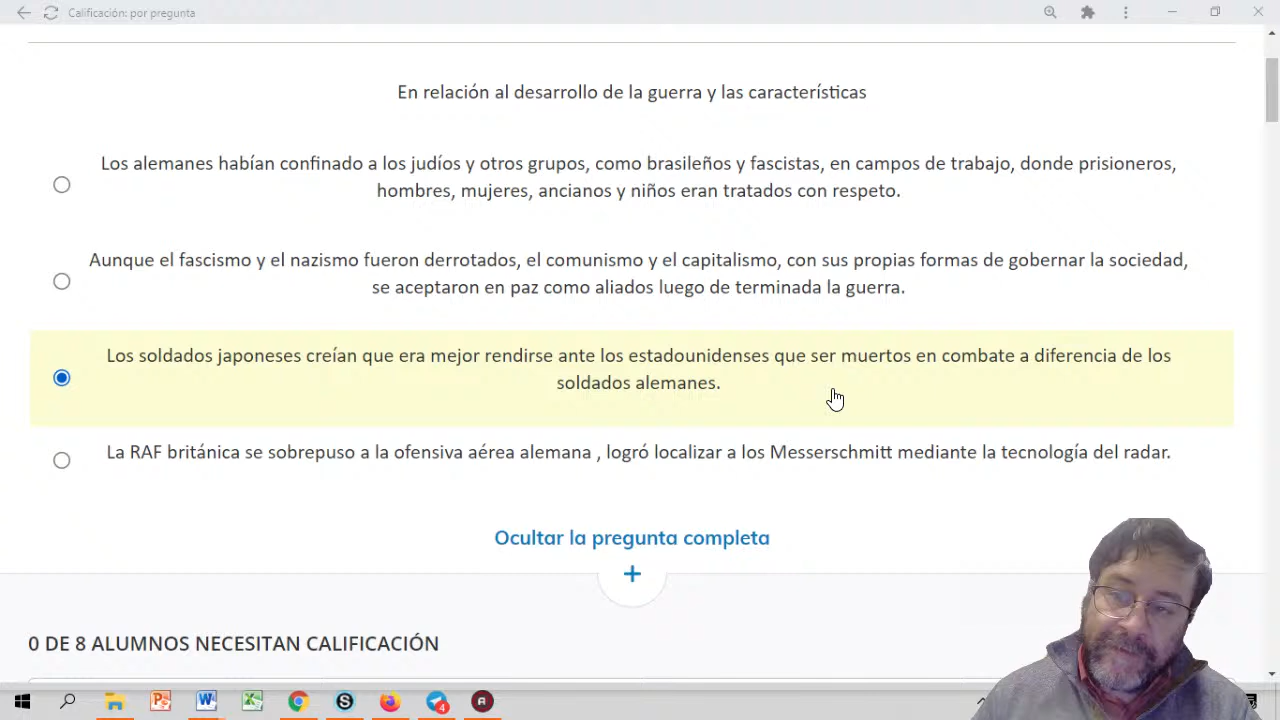 Calificación: por pregunta
En relación al desarrollo de la guerra y las características
Los alemanes habían confinado a los judíos y otros grupos, como brasileños y fascistas, en campos de trabajo, donde prisioneros,
hombres, mujeres, ancianos y niños eran tratados con respeto.
Aunque el fascismo y el nazismo fueron derrotados, el comunismo y el capitalismo, con sus propias formas de gobernar la sociedad,
se aceptaron en paz como aliados luego de terminada la guerra.
Los soldados japoneses creían que era mejor rendirse ante los estadounidenses que ser muertos en combate a diferencia de los
soldados alemanes.
La RAF británica se sobrepuso a la ofensiva aérea alemana , logró localizar a los Messerschmitt mediante la tecnología del radar.
Ocultar la pregunta completa
+
0 DE 8 ALUMNOS NECESITAN CALIFICACIÓN
4